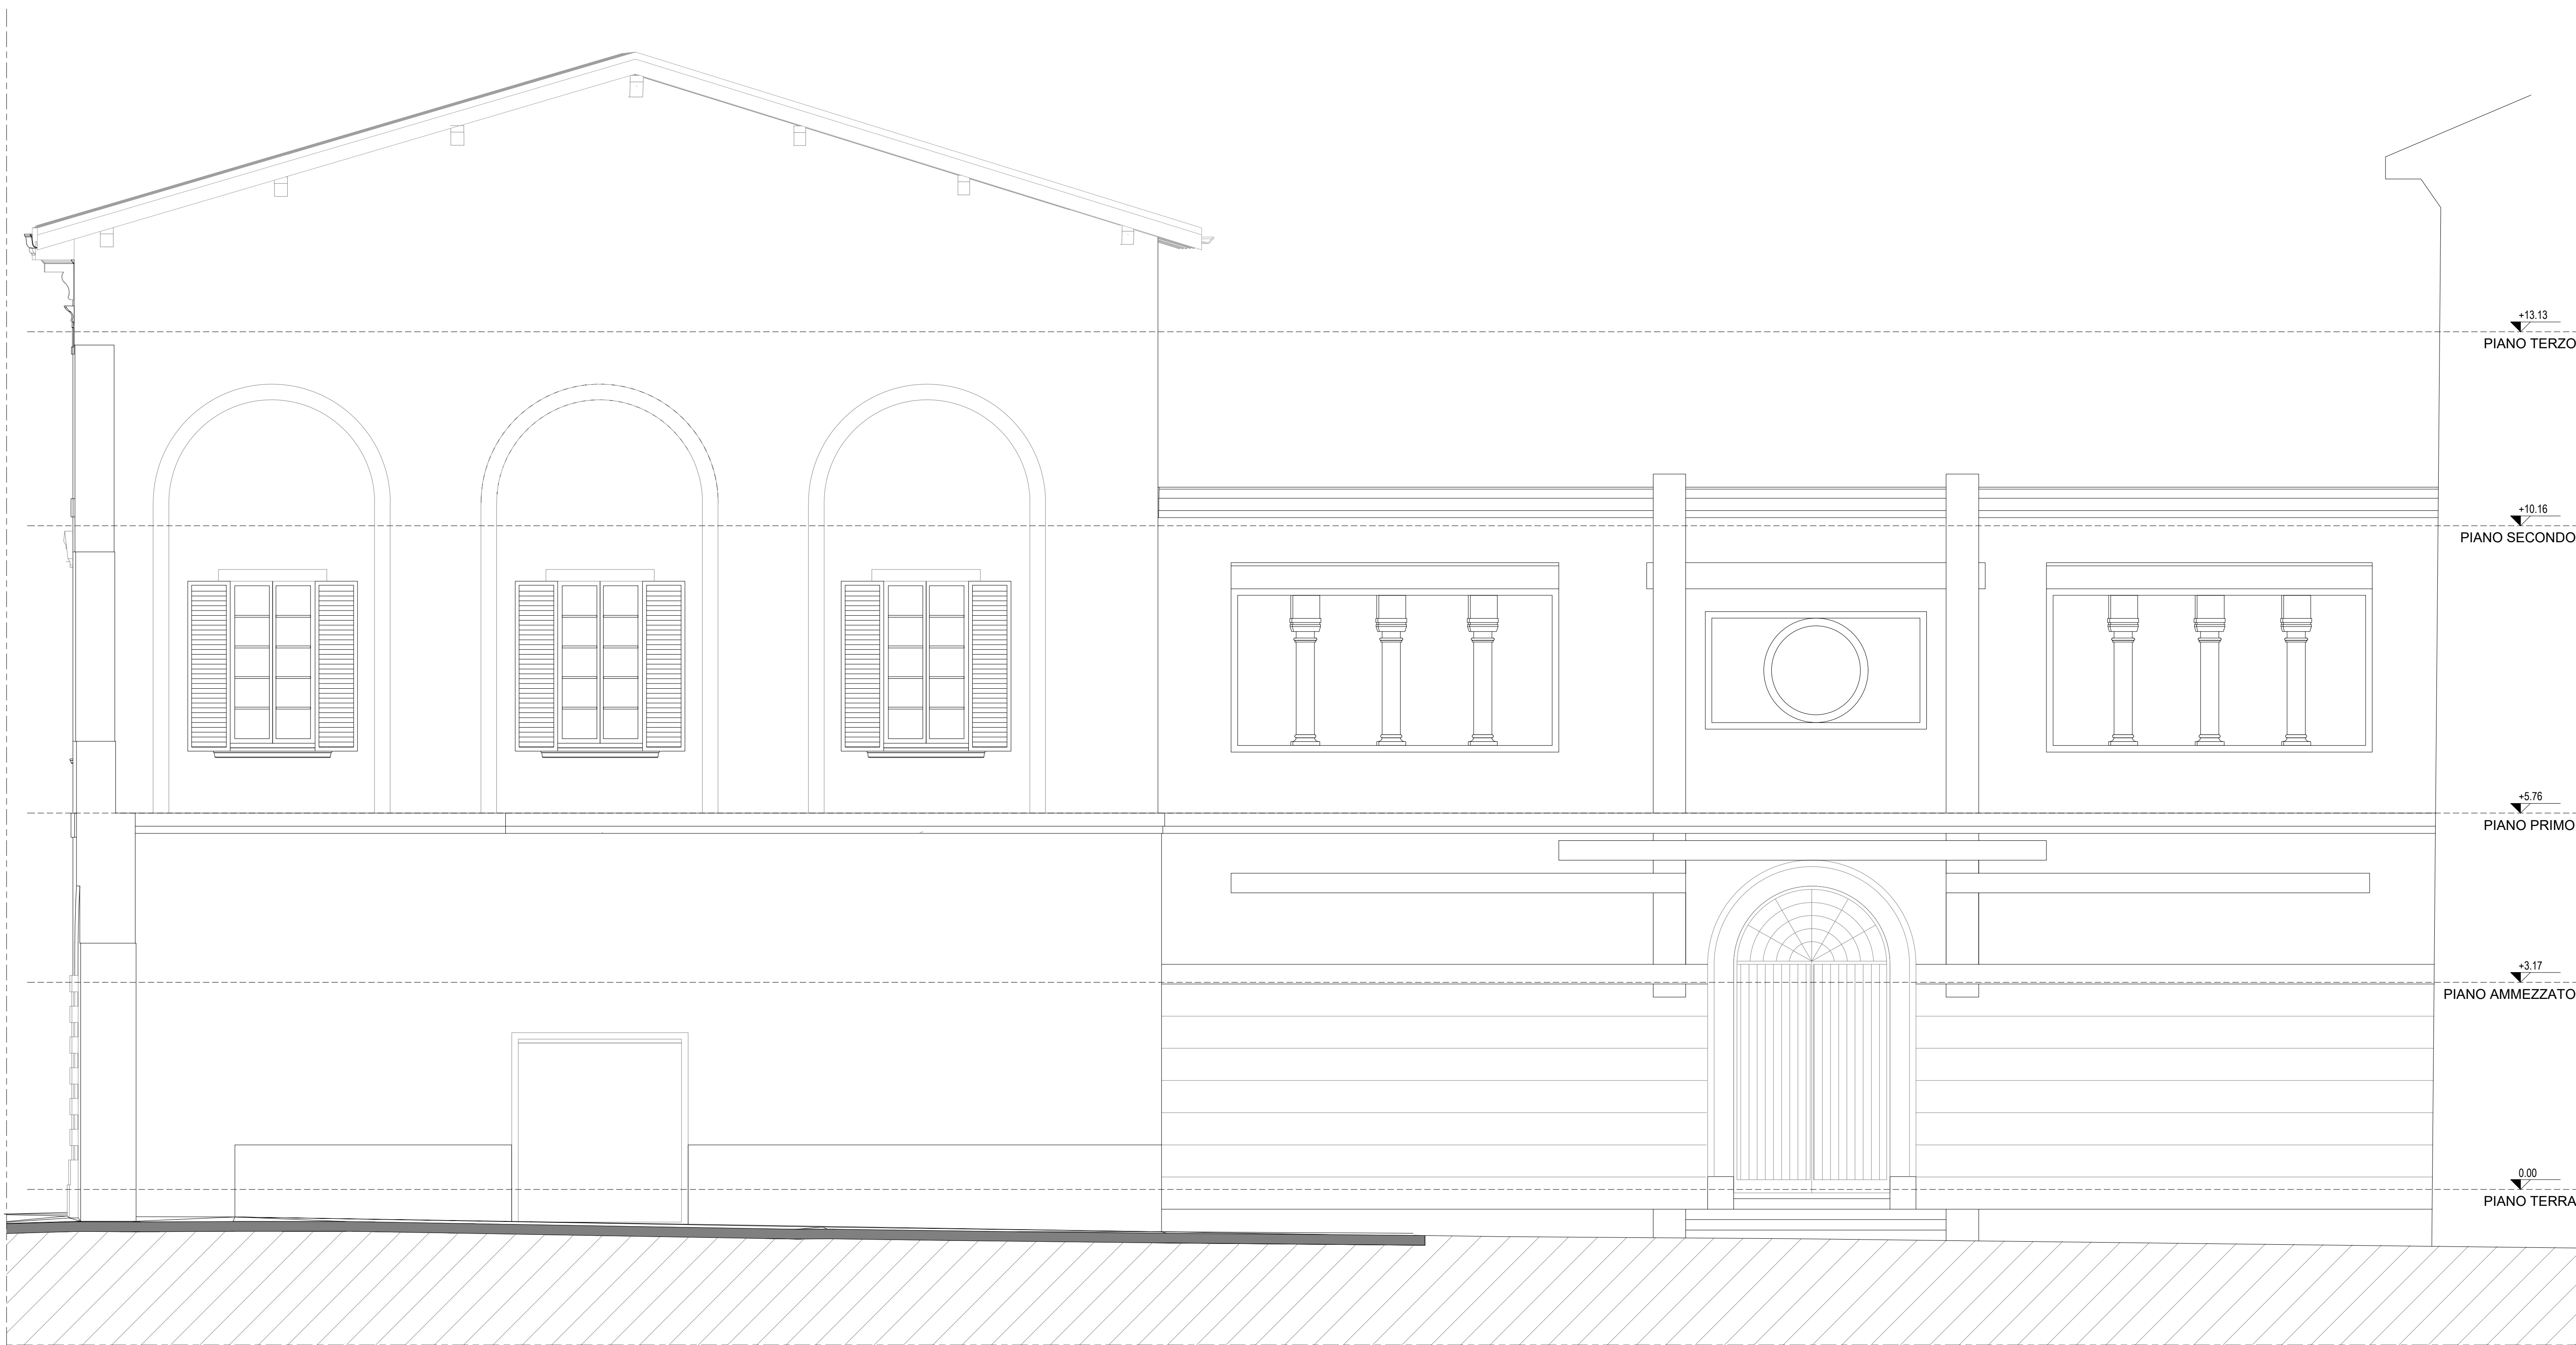 +13.13
PIANO TERZO
+10.16
PIANO SECONDO
+5.76
PIANO PRIMO
+3.17
PIANO AMMEZZATO
0.00
PIANO TERRA